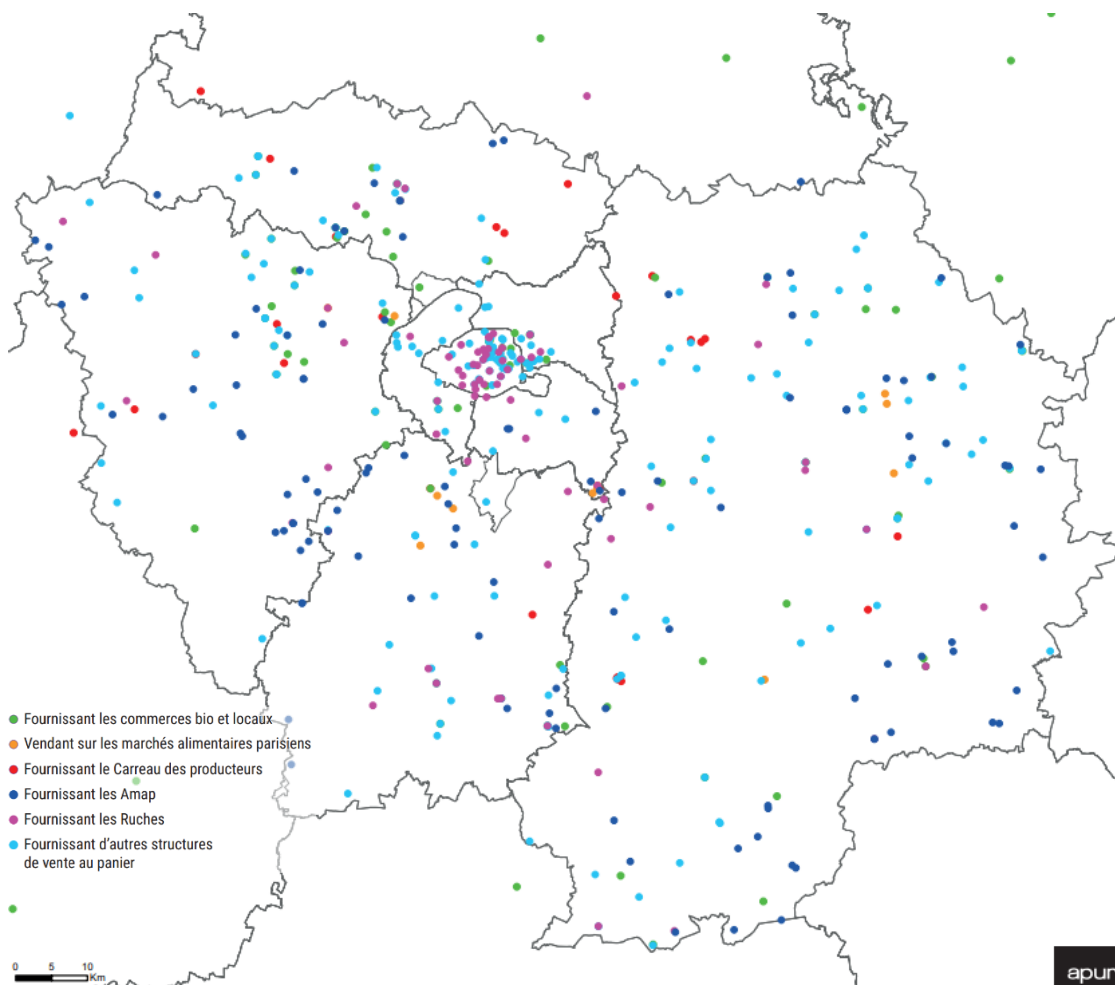 Fournissant les commerces bio et locaux
Vendant sur les marchés alimentaires parisiens
Fournissant le Carreau des producteurs
Fournissant les Amap
Fournissant les Ruches
Fournissant d'autres structures
de vente au panier
0 5 10
Km
apur